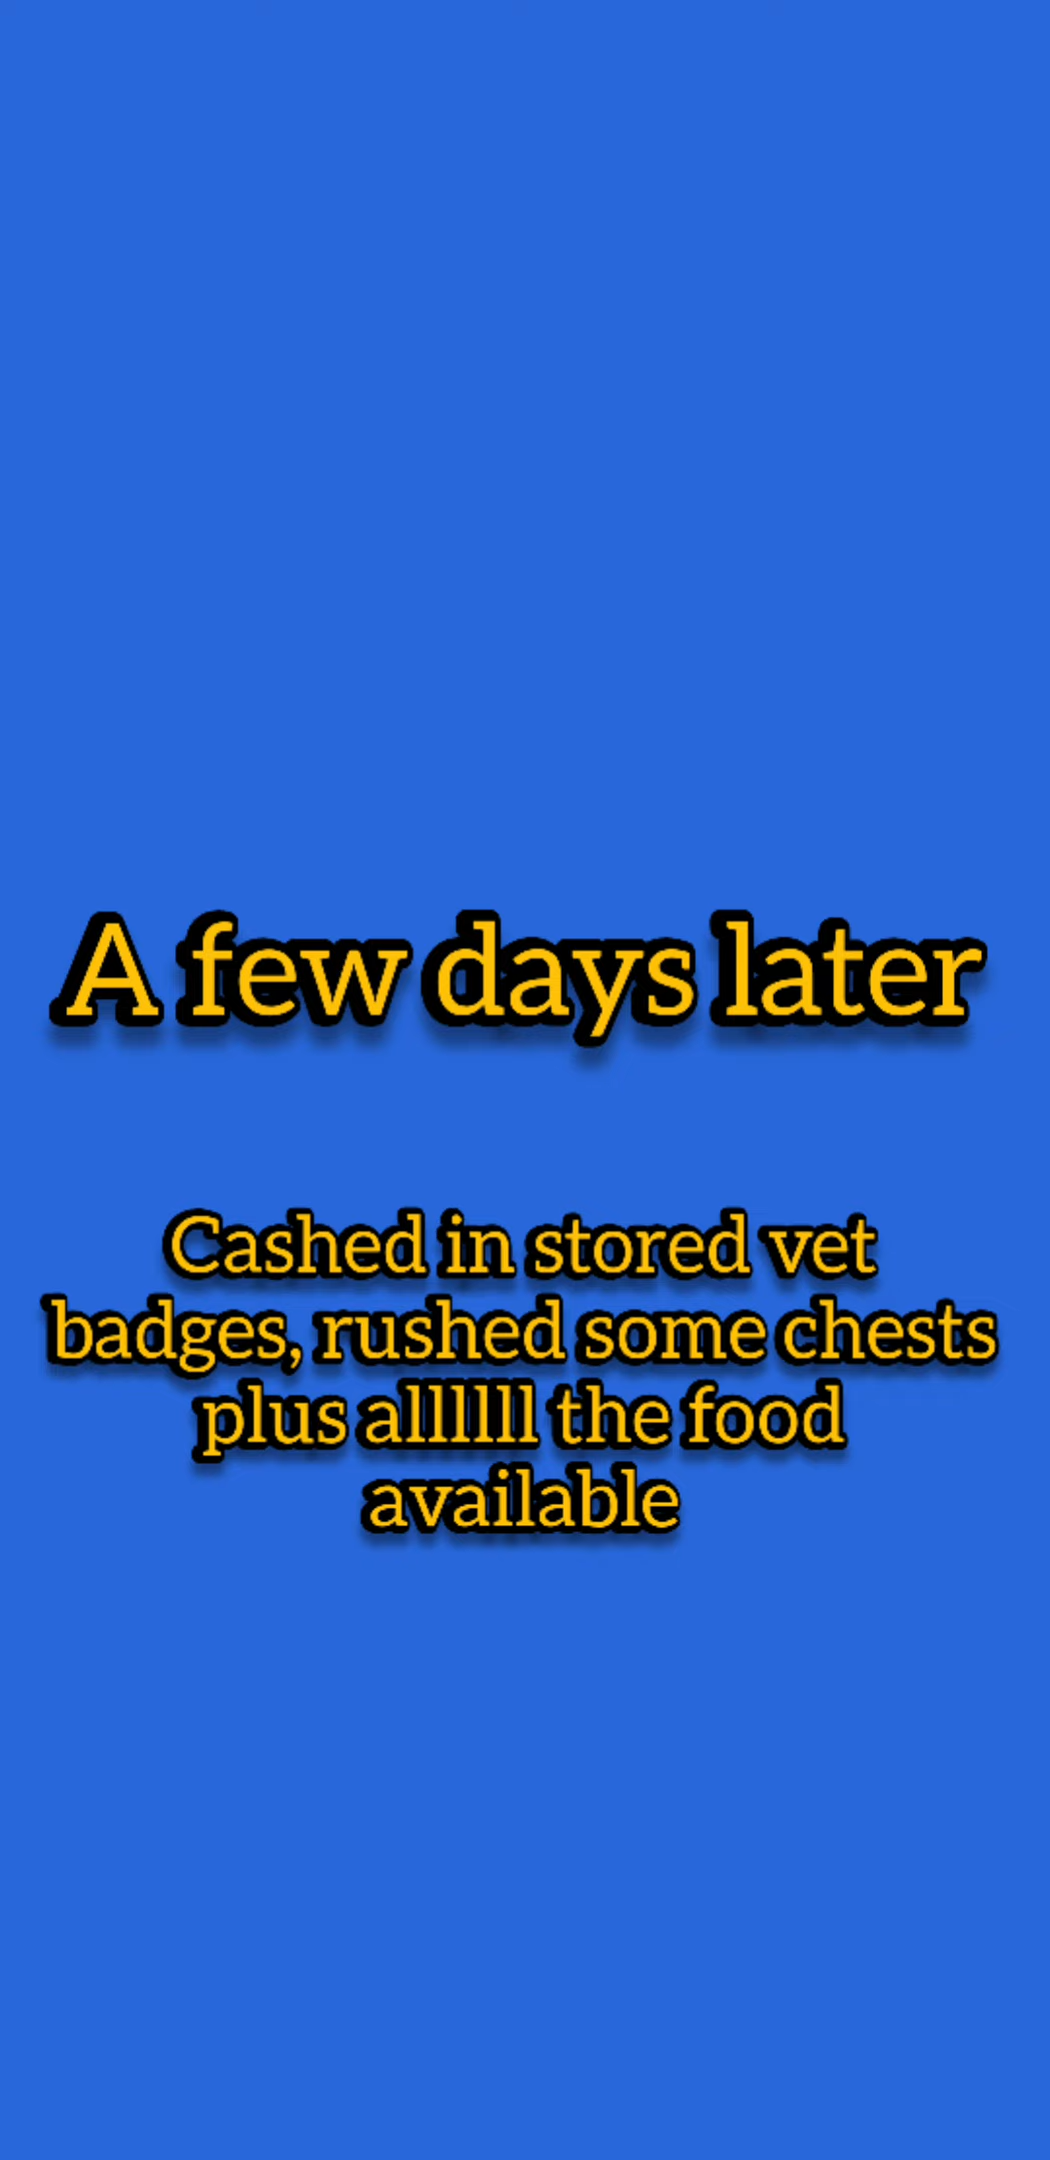 A few days later
Cashed in stored vet
badges, rushed some chests
plus allllll the food
available